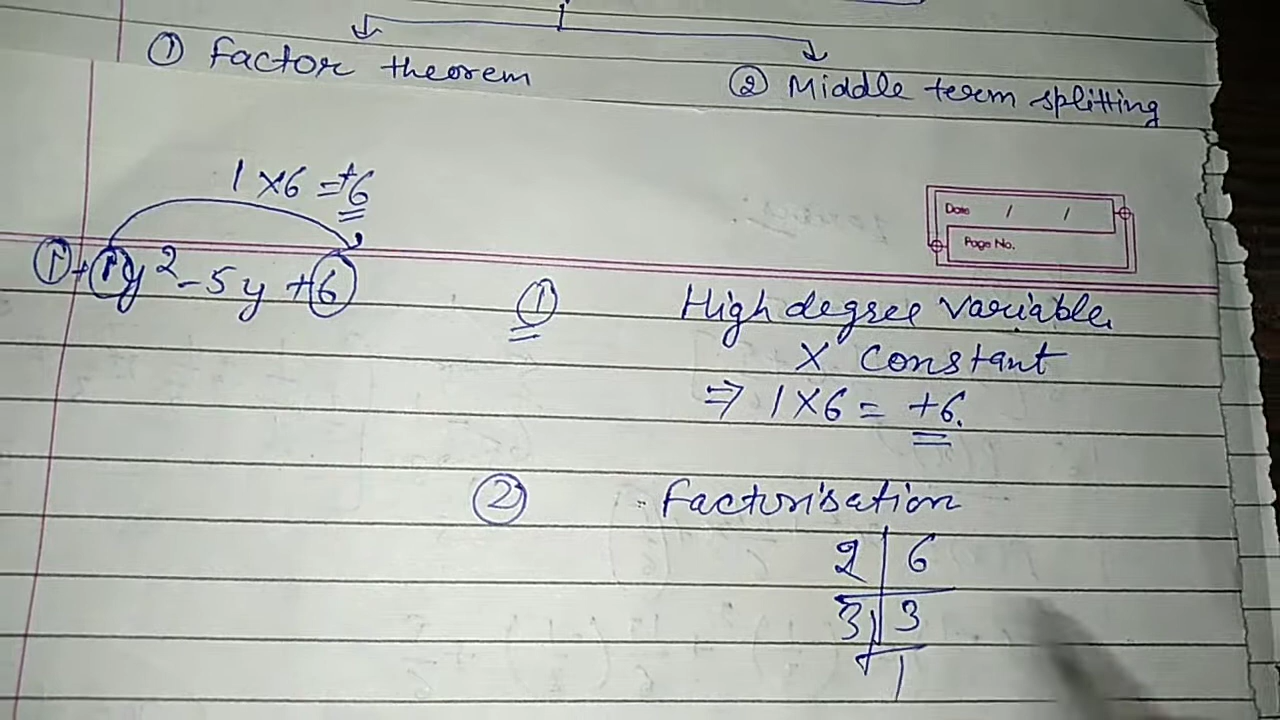 ① Factor theorem
② Middle term splitting
1 × 6 = +6
Date / /
Page No.
① + 1y² - 5y + 6
① High degree variable
× Constant
⇒ 1 × 6 = +6.
② Factorisation
2 | 6
3 | 3
1